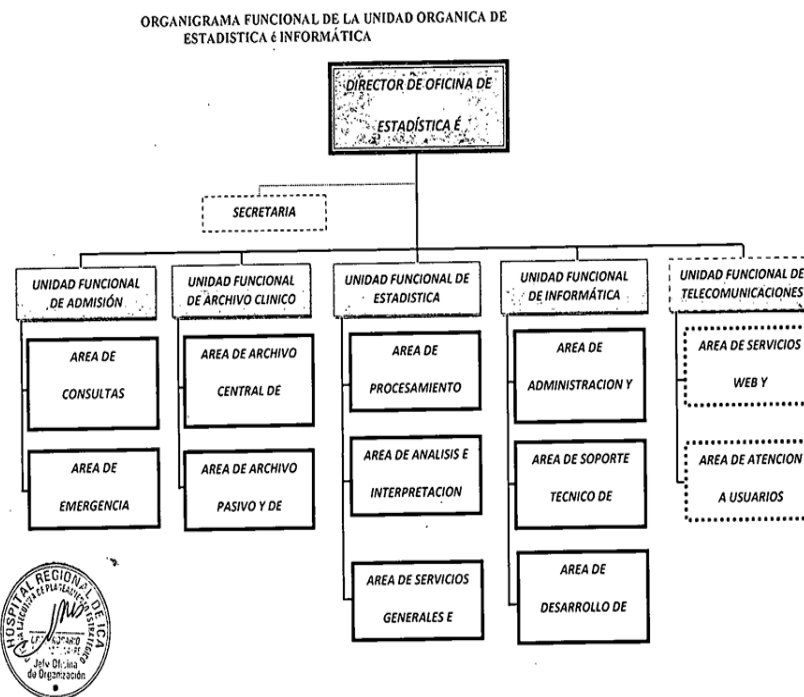 ORGANIGRAMA FUNCIONAL DE LA UNIDAD ORGANICA DE
ESTADISTICA é INFORMÁTICA
DIRECTOR DE OFICINA DE
ESTADÍSTICA É
SECRETARIA
UNIDAD FUNCIONAL
DE ADMISIÓN
UNIDAD FUNCIONAL
DE ARCHIVO CLINICO
UNIDAD FUNCIONAL DE
ESTADISTICA
UNIDAD FUNCIONAL
DE INFORMÁTICA
UNIDAD FUNCIONAL DE
TELECOMUNICACIONES
AREA DE
CONSULTAS
AREA DE ARCHIVO
CENTRAL DE
AREA DE
PROCESAMIENTO
AREA DE
ADMINISTRACION Y
AREA DE SERVICIOS
WEB Y
AREA DE
EMERGENCIA
AREA DE ARCHIVO
PASIVO Y DE
AREA DE ANALISIS E
INTERPRETACION
AREA DE SOPORTE
TECNICO DE
AREA DE ATENCION
A USUARIOS
AREA DE SERVICIOS
GENERALES E
AREA DE
DESARROLLO DE
HOSPITAL REGIONAL DE ICA
Jefe Oficina
de Organización